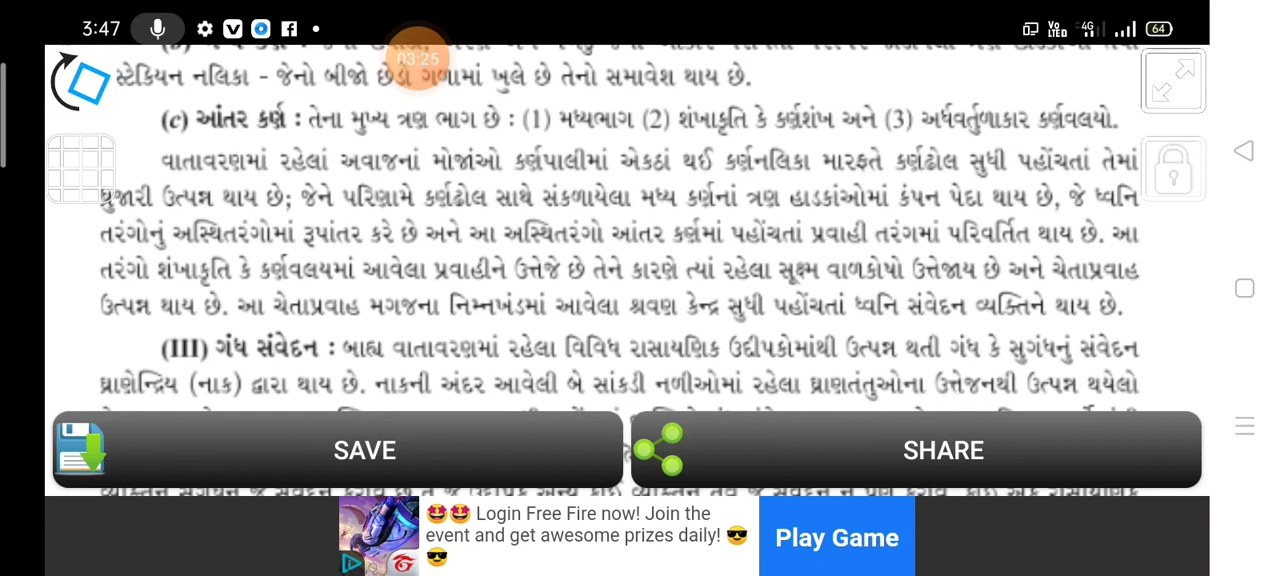 3:47
64
03:25
સ્ટેકિયન નલિકા - જેનો બીજો છેડો ગળામાં ખુલે છે તેનો સમાવેશ થાય છે.
(c) આંતર કર્ણ : તેના મુખ્ય ત્રણ ભાગ છે : (1) મધ્યભાગ (2) શંખાકૃતિ કે કર્ણશંખ અને (3) અર્ધવર્તુળાકાર કર્ણવલયો.
વાતાવરણમાં રહેલાં અવાજનાં મોજાંઓ કર્ણપાલીમાં એકઠાં થઈ કર્ણનલિકા મારફતે કર્ણઢોલ સુધી પહોંચતાં તેમાં
ધ્રુજારી ઉત્પન્ન થાય છે; જેને પરિણામે કર્ણઢોલ સાથે સંકળાયેલા મધ્ય કર્ણનાં ત્રણ હાડકાંઓમાં કંપન પેદા થાય છે, જે ધ્વનિ
તરંગોનું અસ્થિતરંગોમાં રૂપાંતર કરે છે અને આ અસ્થિતરંગો આંતર કર્ણમાં પહોંચતાં પ્રવાહી તરંગમાં પરિવર્તિત થાય છે. આ
તરંગો શંખાકૃતિ કે કર્ણવલયમાં આવેલા પ્રવાહીને ઉત્તેજે છે તેને કારણે ત્યાં રહેલા સૂક્ષ્મ વાળકોષો ઉત્તેજાય છે અને ચેતાપ્રવાહ
ઉત્પન્ન થાય છે. આ ચેતાપ્રવાહ મગજના નિમ્નખંડમાં આવેલા શ્રવણ કેન્દ્ર સુધી પહોંચતાં ધ્વનિ સંવેદન વ્યક્તિને થાય છે.
(III) ગંધ સંવેદન : બાહ્ય વાતાવરણમાં રહેલા વિવિધ રાસાયણિક ઉદ્દીપકોમાંથી ઉત્પન્ન થતી ગંધ કે સુગંધનું સંવેદન
ઘ્રાણેન્દ્રિય (નાક) દ્વારા થાય છે. નાકની અંદર આવેલી બે સાંકડી નળીઓમાં રહેલા ઘ્રાણતંતુઓના ઉત્તેજનથી ઉત્પન્ન થયેલો
SAVE
SHARE
🤩🤩 Login Free Fire now! Join the
event and get awesome prizes daily! 😎
😎
Play Game